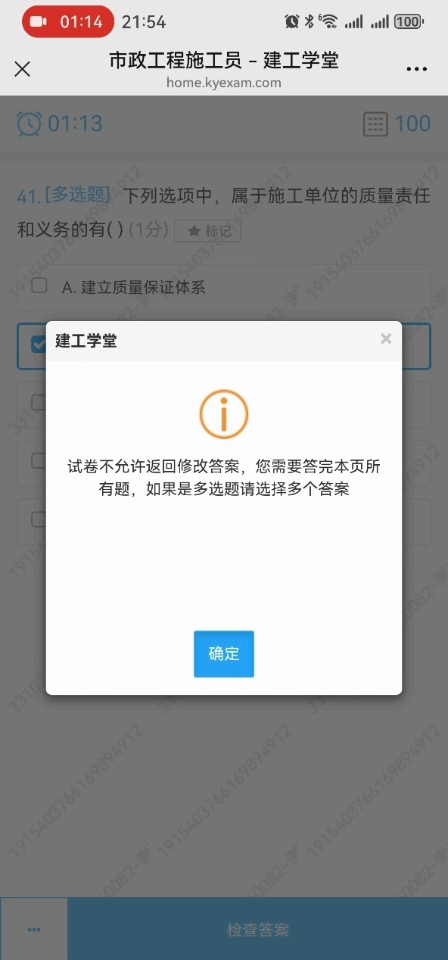 01:14 21:54 100
市政工程施工员 – 建工学堂
home.kyexam.com
01:13 100
41. [多选题] 下列选项中，属于施工单位的质量责任
和义务的有( ) (1分) ★ 标记
A. 建立质量保证体系
建工学堂
试卷不允许返回修改答案，您需要答完本页所
有题，如果是多选题请选择多个答案
确定
检查答案